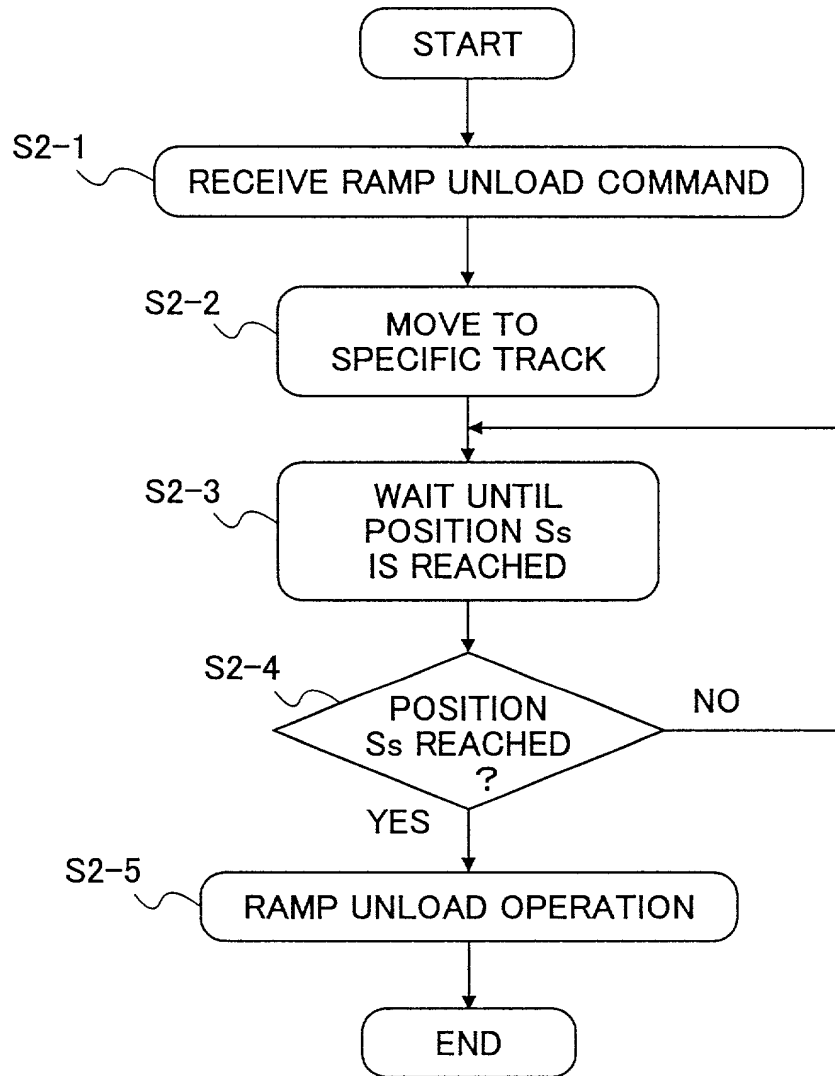 START
S2-1
RECEIVE RAMP UNLOAD COMMAND
S2-2
MOVE TO
SPECIFIC TRACK
S2-3
WAIT UNTIL
POSITION Ss
IS REACHED
S2-4
POSITION
Ss REACHED
?
NO
YES
S2-5
RAMP UNLOAD OPERATION
END